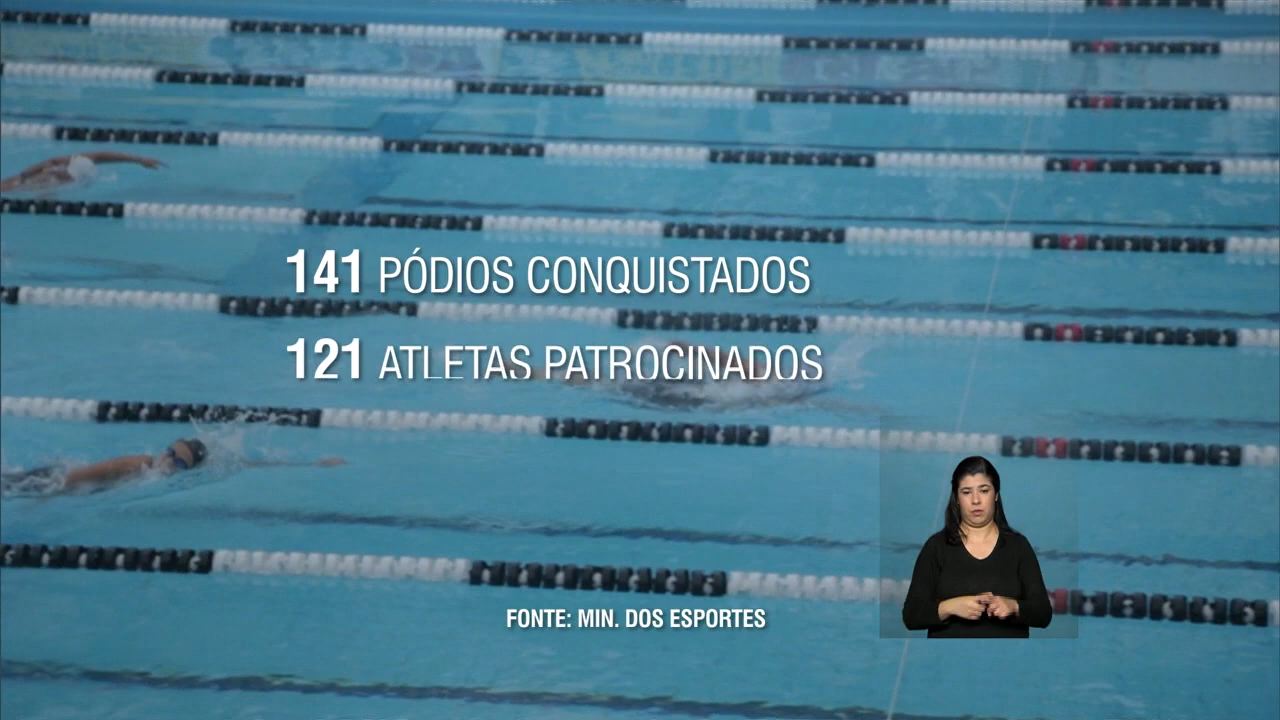 141 PÓDIOS CONQUISTADOS
121 ATLETAS PATROCINADOS
FONTE: MIN. DOS ESPORTES